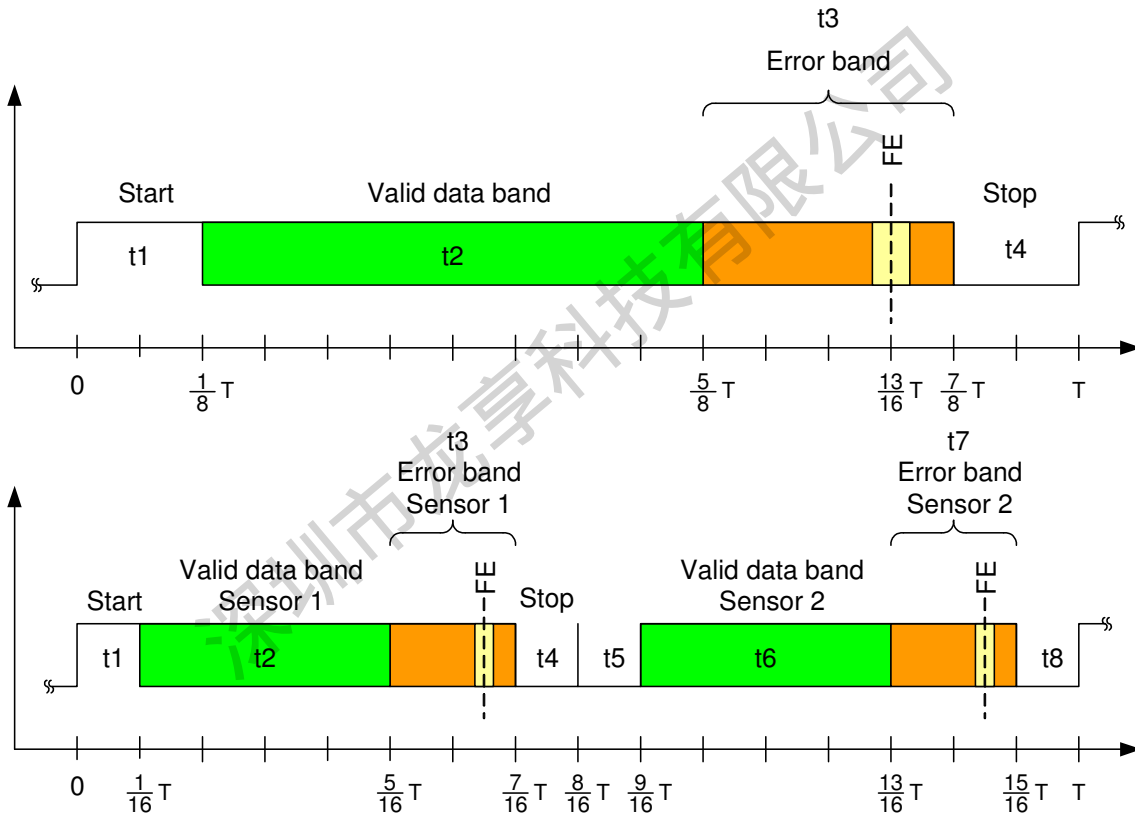 t3
Error band
FE
Start
Valid data band
Stop
t1
t2
t4
0
1/8 T
5/8 T
13/16 T
7/8 T
T
t3
Error band
Sensor 1
t7
Error band
Sensor 2
Start
Valid data band
Sensor 1
FE
Stop
Valid data band
Sensor 2
FE
t1
t2
t4
t5
t6
t8
0
1/16 T
5/16 T
7/16 T
8/16 T
9/16 T
13/16 T
15/16 T
T
深圳市龙享科技有限公司